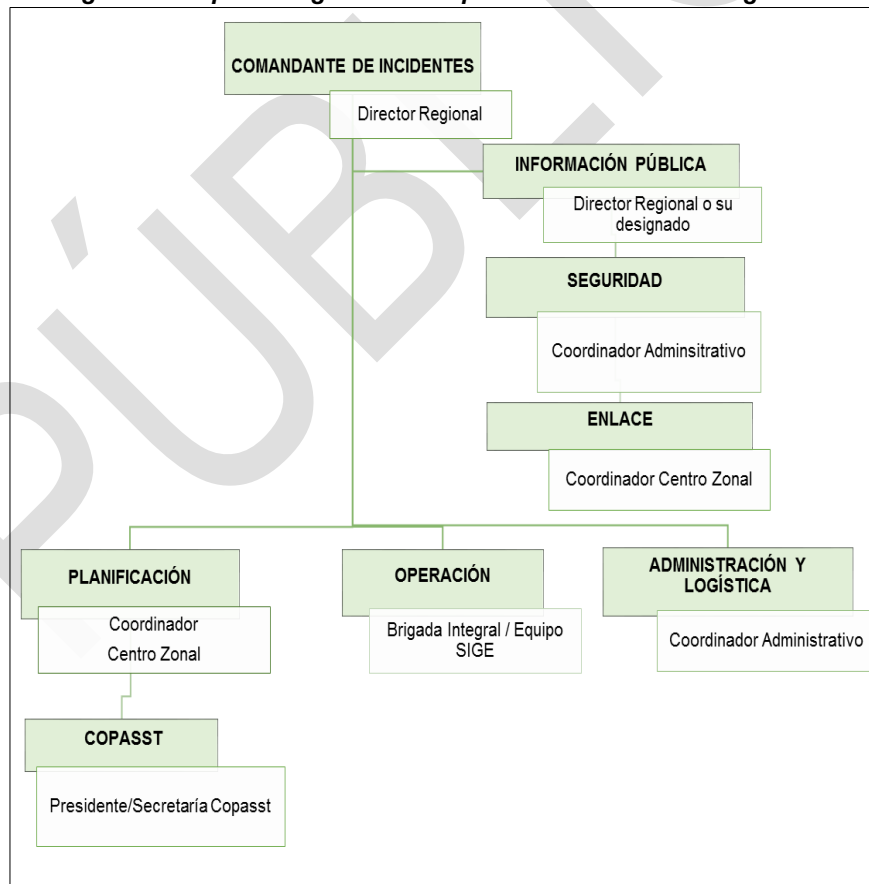 COMANDANTE DE INCIDENTES
Director Regional
INFORMACIÓN PÚBLICA
Director Regional o su
designado
SEGURIDAD
Coordinador Adminsitrativo
ENLACE
Coordinador Centro Zonal
PLANIFICACIÓN
Coordinador
Centro Zonal
OPERACIÓN
Brigada Integral / Equipo
SIGE
ADMINISTRACIÓN Y
LOGÍSTICA
Coordinador Administrativo
COPASST
Presidente/Secretaría Copasst